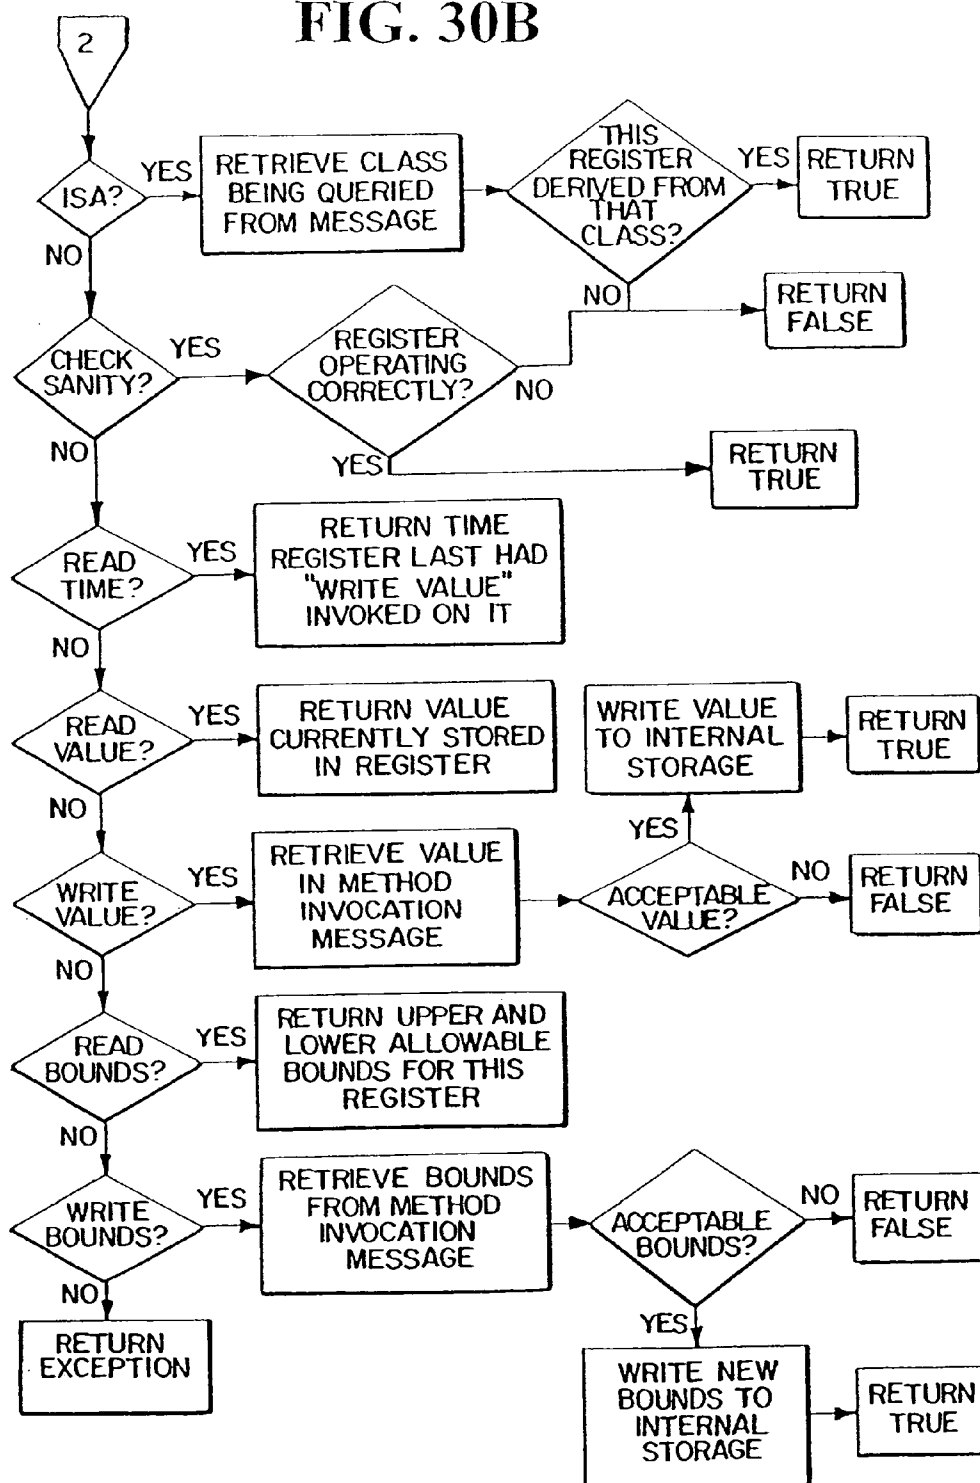 FIG. 30B
2
ISA?
YES
RETRIEVE CLASS
BEING QUERIED
FROM MESSAGE
THIS
REGISTER
DERIVED FROM
THAT
CLASS?
YES
RETURN
TRUE
NO
NO
RETURN
FALSE
CHECK
SANITY?
YES
REGISTER
OPERATING
CORRECTLY?
NO
YES
RETURN
TRUE
NO
READ
TIME?
YES
RETURN TIME
REGISTER LAST HAD
"WRITE VALUE"
INVOKED ON IT
NO
READ
VALUE?
YES
RETURN VALUE
CURRENTLY STORED
IN REGISTER
WRITE VALUE
TO INTERNAL
STORAGE
RETURN
TRUE
NO
YES
WRITE
VALUE?
YES
RETRIEVE VALUE
IN METHOD
INVOCATION
MESSAGE
ACCEPTABLE
VALUE?
NO
RETURN
FALSE
NO
READ
BOUNDS?
YES
RETURN UPPER AND
LOWER ALLOWABLE
BOUNDS FOR THIS
REGISTER
NO
WRITE
BOUNDS?
YES
RETRIEVE BOUNDS
FROM METHOD
INVOCATION
MESSAGE
ACCEPTABLE
BOUNDS?
NO
RETURN
FALSE
NO
YES
RETURN
EXCEPTION
WRITE NEW
BOUNDS TO
INTERNAL
STORAGE
RETURN
TRUE